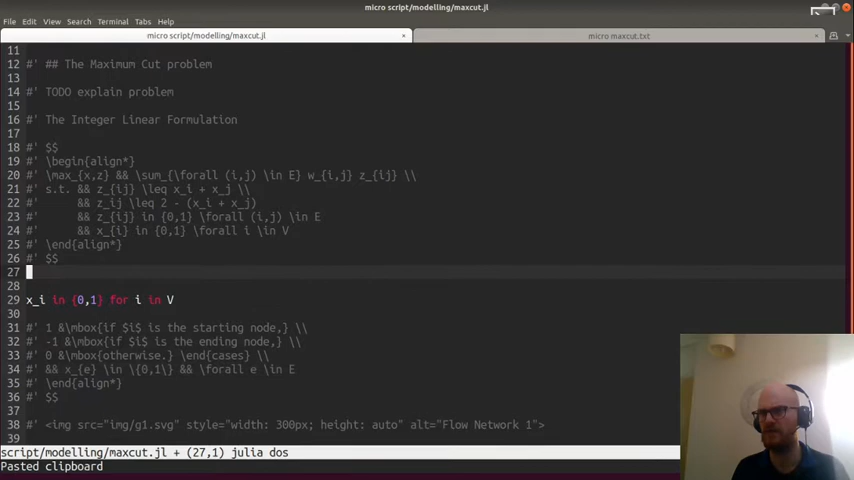 micro script/modelling/maxcut.jl
File Edit View Search Terminal Tabs Help
micro script/modelling/maxcut.jl × micro maxcut.txt ×
11
12 #' ## The Maximum Cut problem
13
14 #' TODO explain problem
15
16 #' The Integer Linear Formulation
17
18 #' $$
19 #' \begin{align*}
20 #' \max_{x,z} && \sum_{\forall (i,j) \in E} w_{i,j} z_{ij} \\
21 #' s.t. && z_{ij} \leq x_i + x_j \\
22 #'      && z_ij \leq 2 - (x_i + x_j)
23 #'      && z_{ij} in {0,1} \forall (i,j) \in E
24 #'      && x_{i} in {0,1} \forall i \in V
25 #' \end{align*}
26 #' $$
27
28
29 x_i in {0,1} for i in V
30
31 #' 1 &\mbox{if $i$ is the starting node,} \\
32 #' -1 &\mbox{if $i$ is the ending node,} \\
33 #' 0 &\mbox{otherwise.} \end{cases} \\
34 #' && x_{e} \in \{0,1\} && \forall e \in E
35 #' \end{align*}
36 #' $$
37
38 #' <img src="img/g1.svg" style="width: 300px; height: auto" alt="Flow Network 1">
39
script/modelling/maxcut.jl + (27,1) julia dos
Pasted clipboard